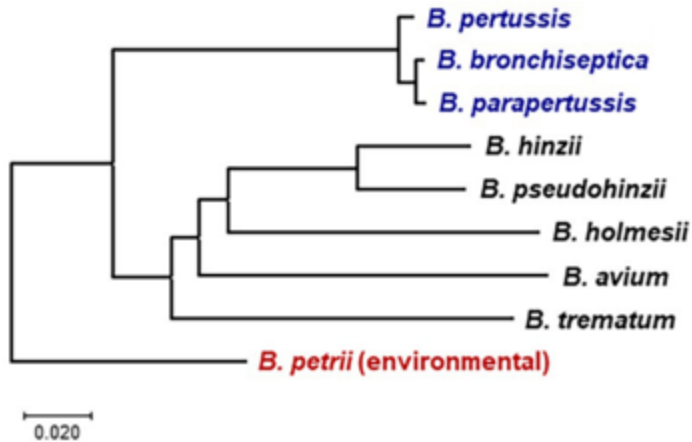 B. pertussis
B. bronchiseptica
B. parapertussis
B. hinzii
B. pseudohinzii
B. holmesii
B. avium
B. trematum
B. petrii (environmental)
0.020